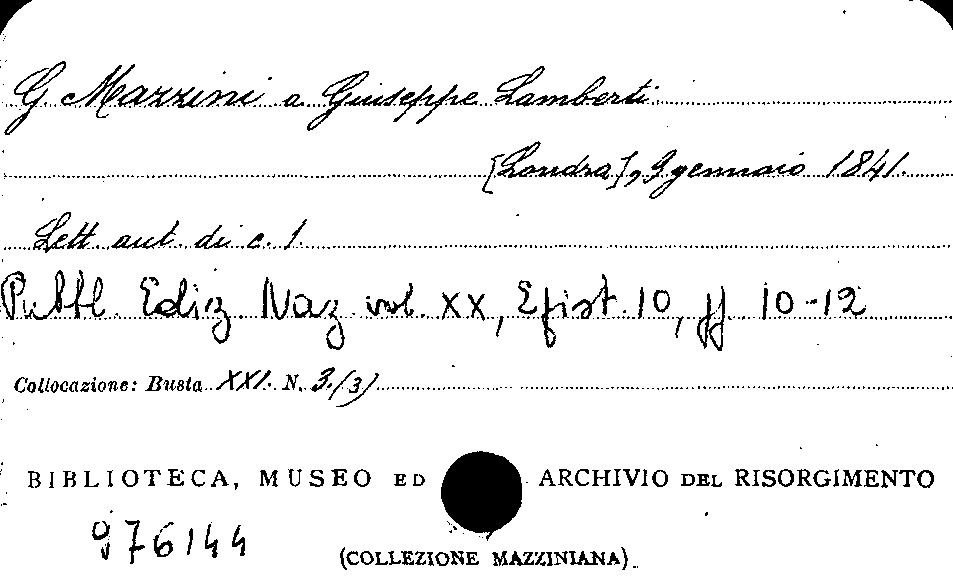 G. Mazzini a Giuseppe Lamberti
[Londra], 9 gennaio 1841.
Lett. aut. di c. 1.
Pubbl. Ediz. Naz. vol. XX, Epist. 10, pp. 10-12
Collocazione: Busta XXI. N. 3./3)
BIBLIOTECA, MUSEO ED ARCHIVIO DEL RISORGIMENTO
976144
(COLLEZIONE MAZZINIANA)